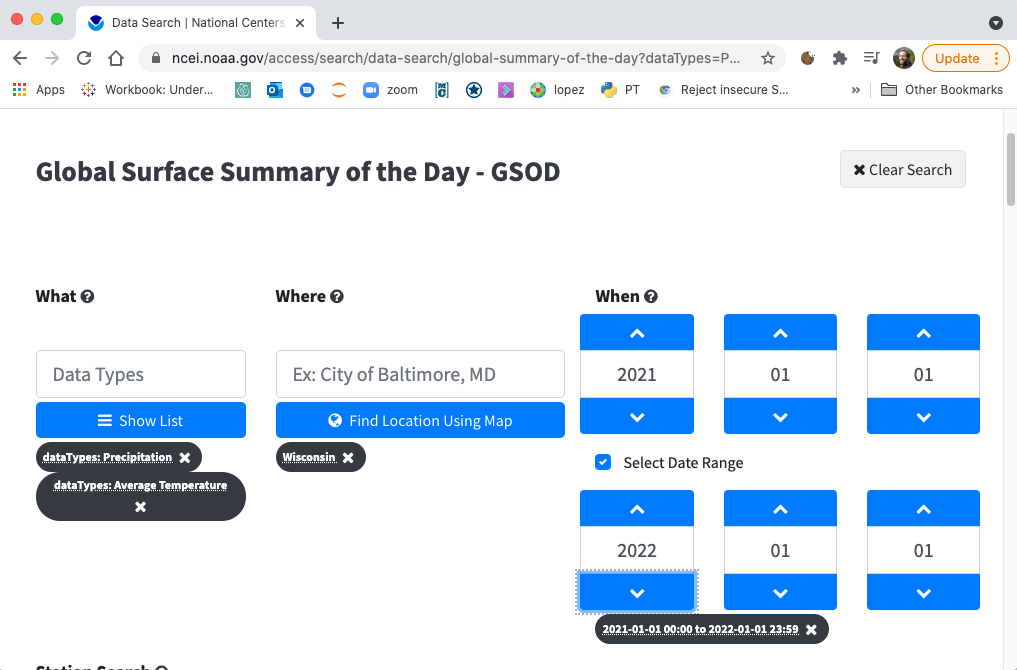 Data Search | National Centers
ncei.noaa.gov/access/search/data-search/global-summary-of-the-day?dataTypes=P...
Update
Apps
Workbook: Under...
zoom
lopez
PT
Reject insecure S...
»
Other Bookmarks
Global Surface Summary of the Day - GSOD
Clear Search
What
Where
When
Data Types
Ex: City of Baltimore, MD
2021
01
01
Show List
Find Location Using Map
dataTypes: Precipitation
Wisconsin
dataTypes: Average Temperature
Select Date Range
2022
01
01
2021-01-01 00:00 to 2022-01-01 23:59
Station Search